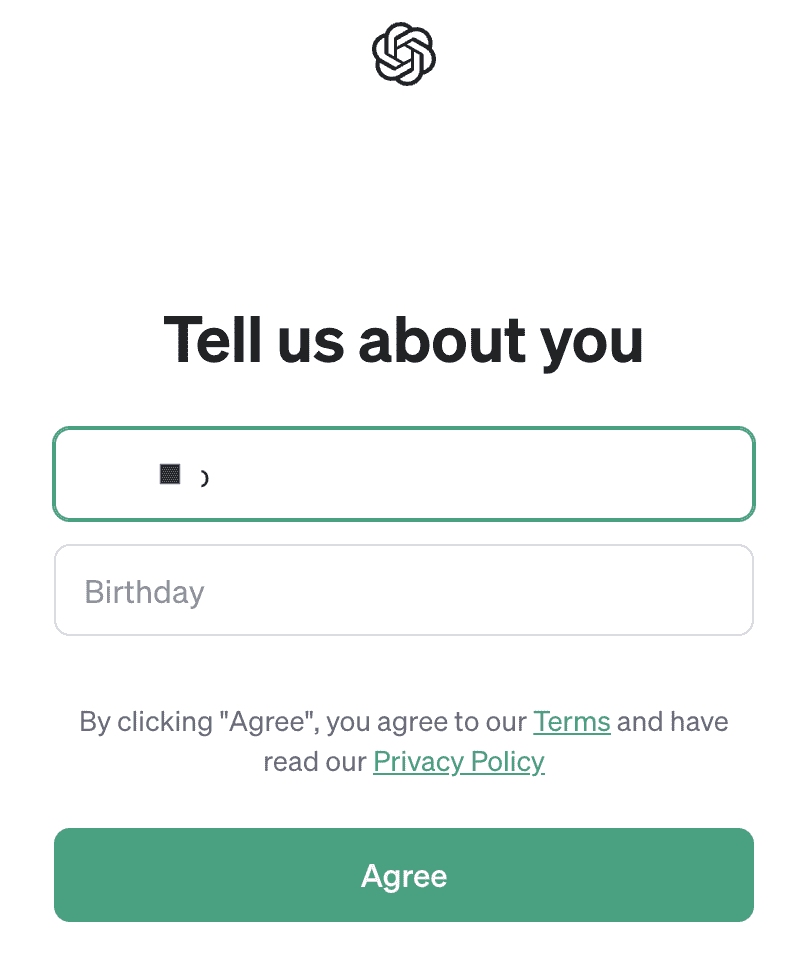 Tell us about you
Birthday
By clicking "Agree", you agree to our Terms and have
read our Privacy Policy
Agree